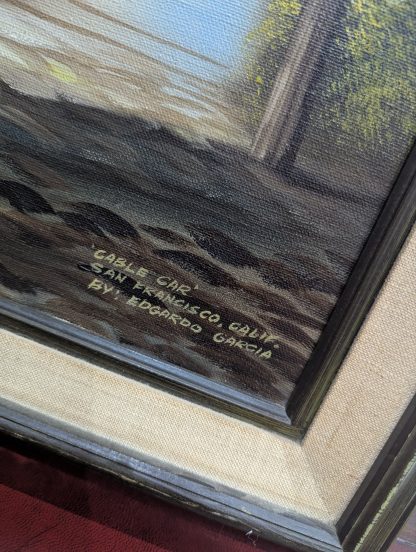 'CABLE CAR'
SAN FRANCISCO, CALIF.
BY: EDGARDO GARCIA